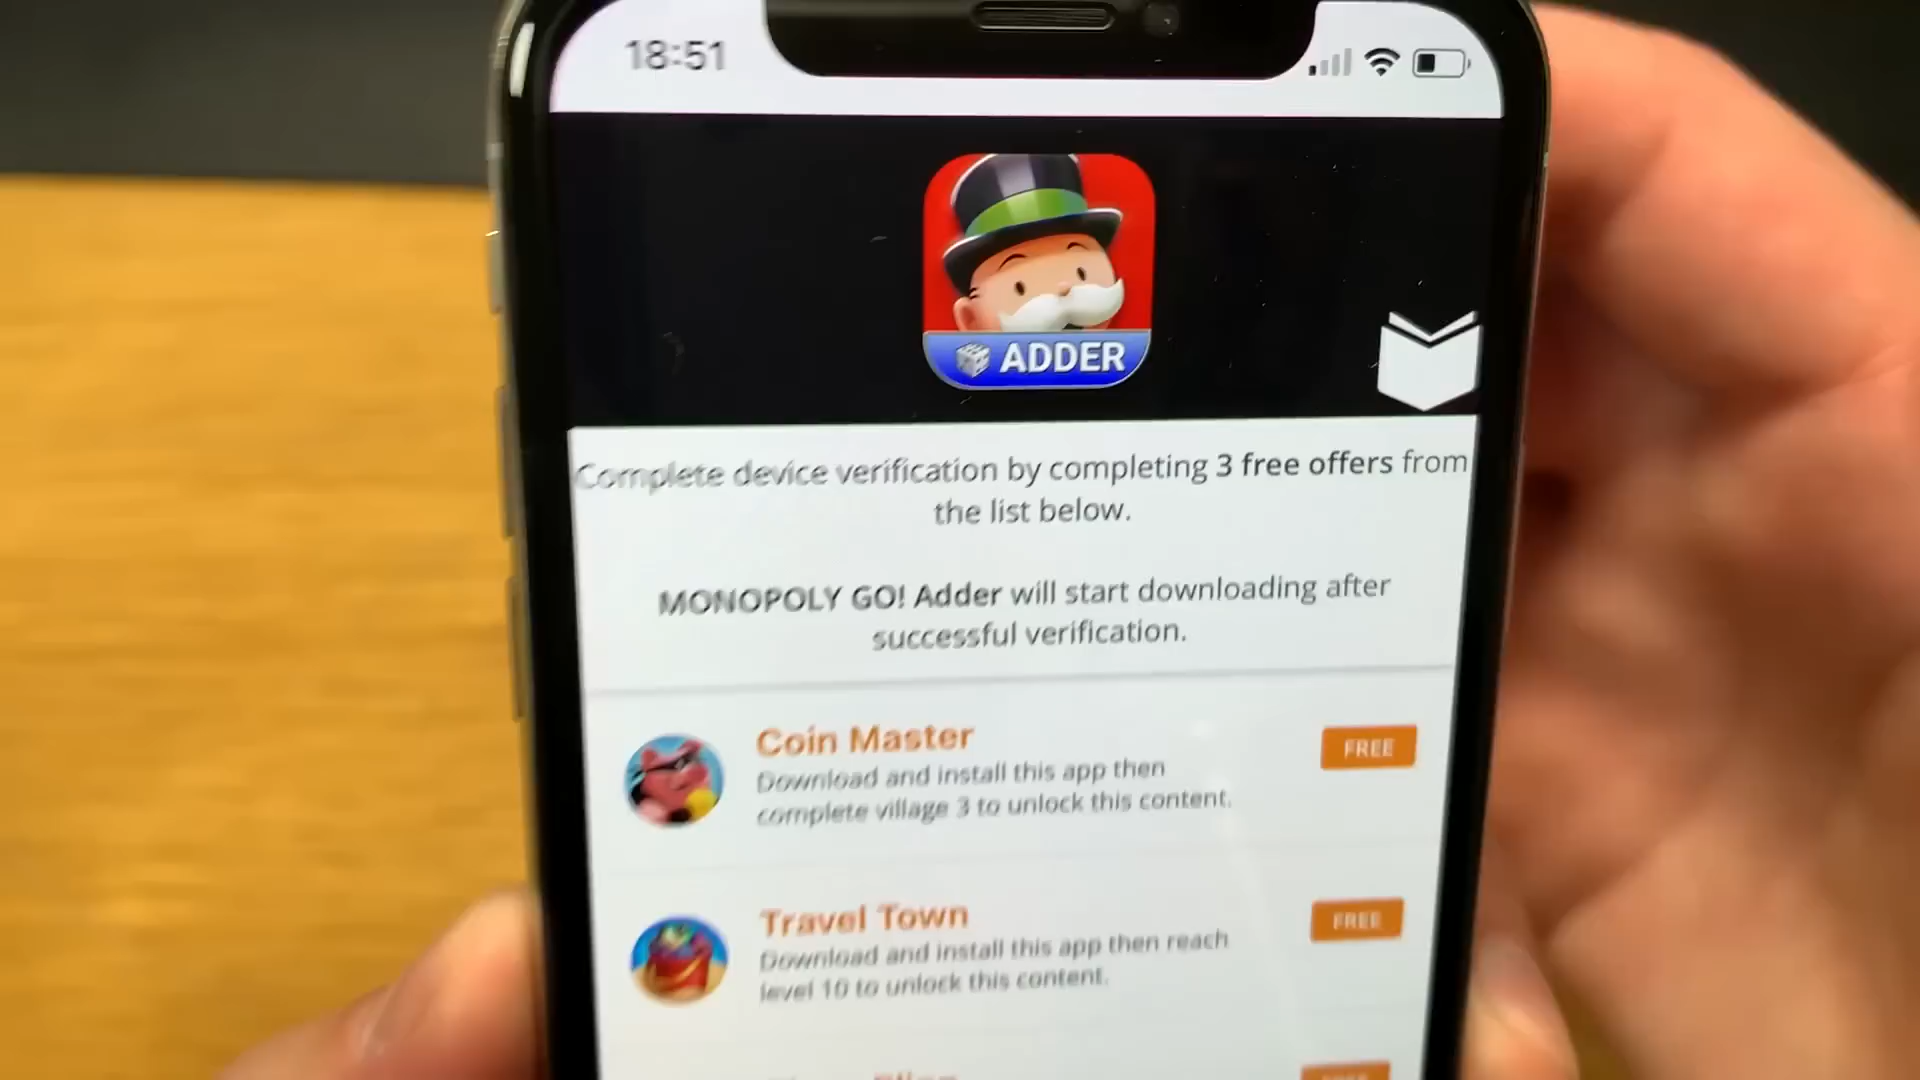 18:51
ADDER
Complete device verification by completing 3 free offers from
the list below.
MONOPOLY GO! Adder will start downloading after
successful verification.
Coin Master
FREE
Download and install this app then
complete village 3 to unlock this content.
Travel Town
FREE
Download and install this app then reach
level 10 to unlock this content.